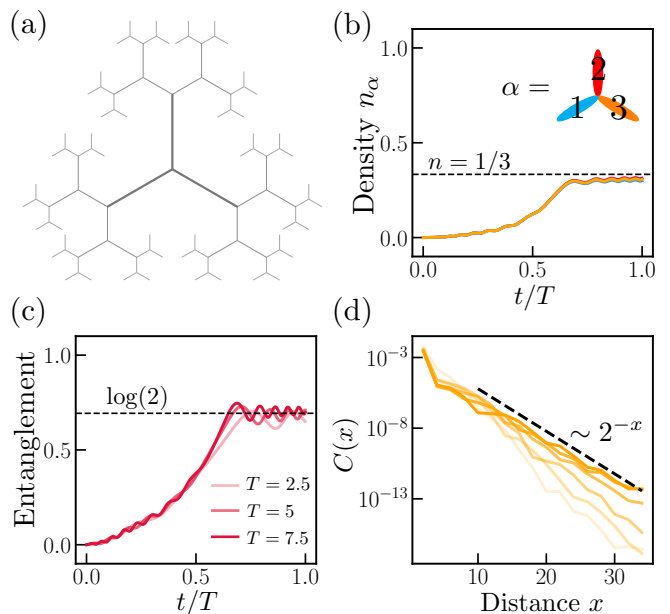 (a)
(b)
Density $n_\alpha$
1.0
0.5
0.0
$\alpha =$
1
2
3
$n = 1/3$
0.0
0.5
1.0
$t/T$
(c)
Entanglement
1.0
0.5
0.0
log(2)
$T = 2.5$
$T = 5$
$T = 7.5$
0.0
0.5
1.0
$t/T$
(d)
$C(x)$
$10^{-3}$
$10^{-8}$
$10^{-13}$
$\sim 2^{-x}$
10
20
30
Distance $x$